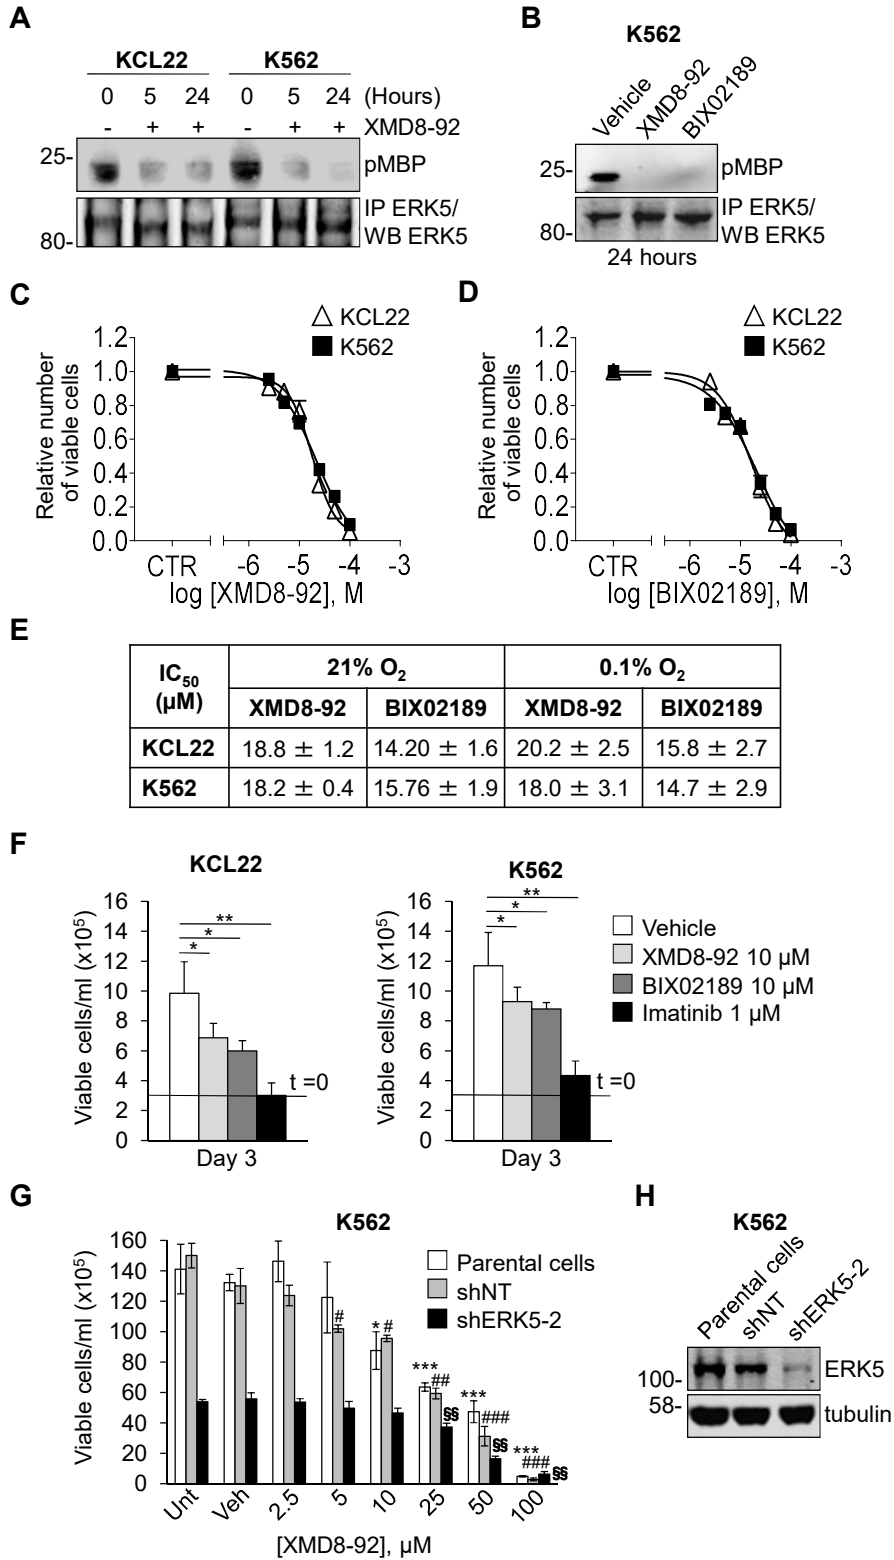 A
KCL22 K562
0 5 24 0 5 24 (Hours)
- + + - + + XMD8-92
25- pMBP
IP ERK5/
80- WB ERK5
B
K562
Vehicle XMD8-92 BIX02189
25- pMBP
IP ERK5/
80- WB ERK5
24 hours
C
KCL22
K562
Relative number
of viable cells
1.2
1.0
0.8
0.6
0.4
0.2
0.0
CTR -6 -5 -4 -3
log [XMD8-92], M
D
KCL22
K562
Relative number
of viable cells
1.2
1.0
0.8
0.6
0.4
0.2
0.0
CTR -6 -5 -4 -3
log [BIX02189], M
E
IC50 (µM) 21% O2 0.1% O2
XMD8-92 BIX02189 XMD8-92 BIX02189
KCL22 18.8 ± 1.2 14.20 ± 1.6 20.2 ± 2.5 15.8 ± 2.7
K562 18.2 ± 0.4 15.76 ± 1.9 18.0 ± 3.1 14.7 ± 2.9
F
KCL22
Viable cells/ml (x10⁵)
16
14
12
10
8
6
4
2
0
**
*
*
t =0
Day 3
K562
Viable cells/ml (x10⁵)
16
14
12
10
8
6
4
2
0
**
*
*
t =0
Day 3
Vehicle
XMD8-92 10 µM
BIX02189 10 µM
Imatinib 1 µM
G
K562
Viable cells/ml (x10⁵)
160
140
120
100
80
60
40
20
0
Parental cells
shNT
shERK5-2
#
* #
*** ## §§
*** ### §§
*** ### §§
Unt Veh 2.5 5 10 25 50 100
[XMD8-92], µM
H
K562
Parental cells shNT shERK5-2
100- ERK5
58- tubulin